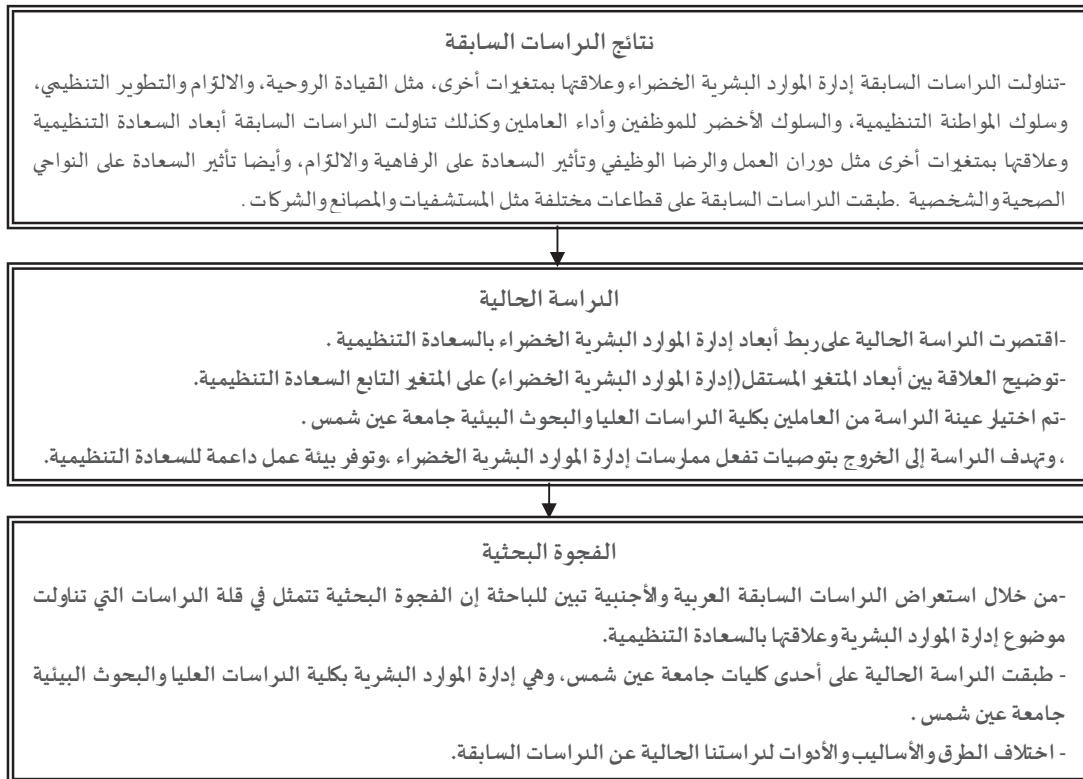 نتائج الدراسات السابقة
-تناولت الدراسات السابقة إدارة الموارد البشرية الخضراء وعلاقتها بمتغيرات أخرى، مثل القيادة الروحية، والالتزام والتطوير التنظيمي،
وسلوك المواطنة التنظيمية، والسلوك الأخضر للموظفين وأداء العاملين وكذلك تناولت الدراسات السابقة أبعاد السعادة التنظيمية
وعلاقتها بمتغيرات أخرى مثل دوران العمل والرضا الوظيفي وتأثير السعادة على الرفاهية والالتزام، وأيضا تأثير السعادة على النواحي
الصحية والشخصية .طبقت الدراسات السابقة على قطاعات مختلفة مثل المستشفيات والمصانع والشركات .
الدراسة الحالية
-اقتصرت الدراسة الحالية على ربط أبعاد إدارة الموارد البشرية الخضراء بالسعادة التنظيمية .
-توضيح العلاقة بين أبعاد المتغير المستقل(إدارة الموارد البشرية الخضراء) على المتغير التابع السعادة التنظيمية.
-تم اختيار عينة الدراسة من العاملين بكلية الدراسات العليا والبحوث البيئية جامعة عين شمس .
، وتهدف الدراسة إلى الخروج بتوصيات تفعل ممارسات إدارة الموارد البشرية الخضراء ،وتوفر بيئة عمل داعمة للسعادة التنظيمية.
الفجوة البحثية
-من خلال استعراض الدراسات السابقة العربية والأجنبية تبين للباحثة إن الفجوة البحثية تتمثل في قلة الدراسات التي تناولت
موضوع إدارة الموارد البشرية وعلاقتها بالسعادة التنظيمية.
- طبقت الدراسة الحالية على أحدى كليات جامعة عين شمس، وهي إدارة الموارد البشرية بكلية الدراسات العليا والبحوث البيئية
جامعة عين شمس .
- اختلاف الطرق والأساليب والأدوات لدراستنا الحالية عن الدراسات السابقة.